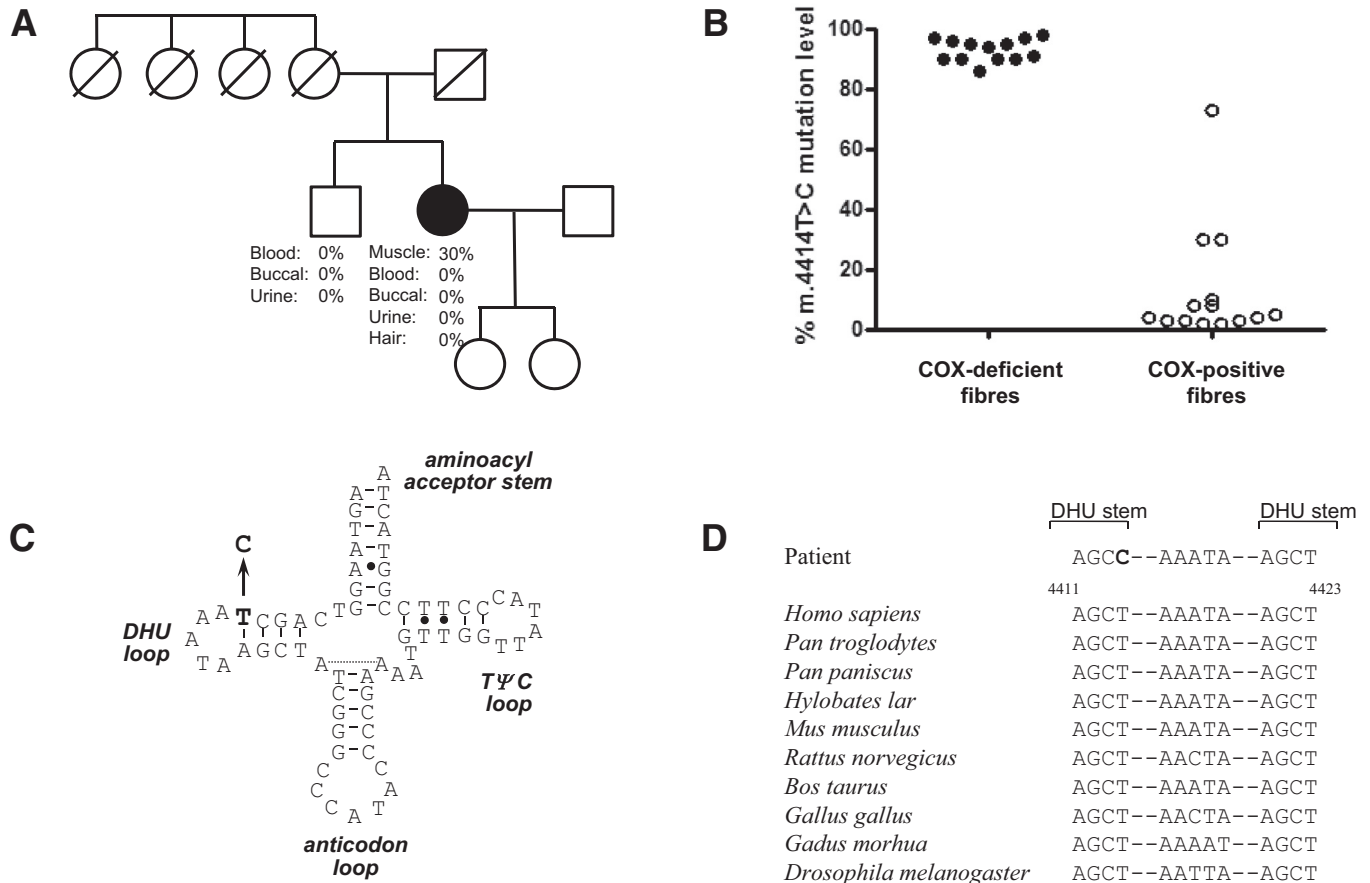 A
Blood: 0%
Buccal: 0%
Urine: 0%
Muscle: 30%
Blood: 0%
Buccal: 0%
Urine: 0%
Hair: 0%
B
% m.4414T>C mutation level
100
80
60
40
20
0
COX-deficient
fibres
COX-positive
fibres
C
aminoacyl
acceptor stem
A
A-T
G-C
T-A
A-T
A•G
G-G
G-C
C
DHU
loop
A A A T C G A C T G
A
T A A G C T
C C T T C C C A T
A
G T T G G T T
T
A A A
TΨC
loop
A A
T-A
C-G
G-C
G-C
G-C
C C
C A
C A T
anticodon
loop
D
DHU stem DHU stem
Patient AGCC--AAATA--AGCT
4411 4423
Homo sapiens AGCT--AAATA--AGCT
Pan troglodytes AGCT--AAATA--AGCT
Pan paniscus AGCT--AAATA--AGCT
Hylobates lar AGCT--AAATA--AGCT
Mus musculus AGCT--AAATA--AGCT
Rattus norvegicus AGCT--AACTA--AGCT
Bos taurus AGCT--AAATA--AGCT
Gallus gallus AGCT--AACTA--AGCT
Gadus morhua AGCT--AAAAT--AGCT
Drosophila melanogaster AGCT--AATTA--AGCT